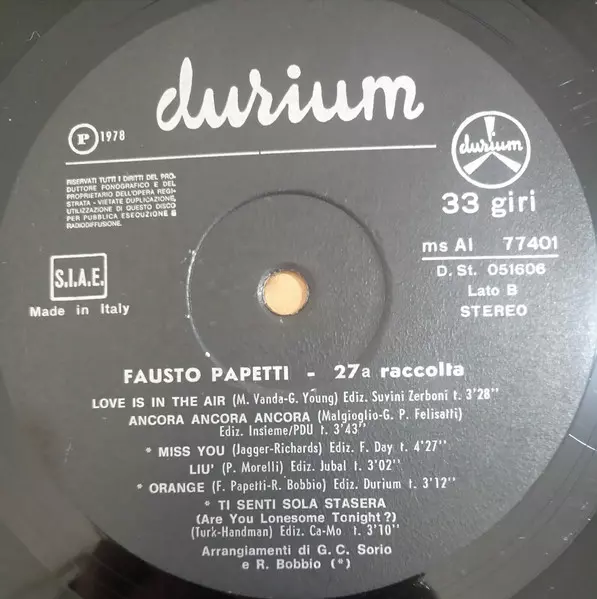 durium
P 1978
RISERVATI TUTTI I DIRITTI DEL PRO-
DUTTORE FONOGRAFICO E DEL
PROPRIETARIO DELL'OPERA REGI-
STRATA - VIETATE DUPLICAZIONE,
UTILIZZAZIONE DI QUESTO DISCO
PER PUBBLICA ESEQUZIONE E
RADIODIFFUSIONE.
durium
33 giri
ms AI 77401
D. St. 051606
Lato B
STEREO
S.I.A.E.
Made in Italy
FAUSTO PAPETTI - 27a raccolta
LOVE IS IN THE AIR (M. Vanda-G. Young) Ediz. Suvini Zerboni t. 3'28''
ANCORA ANCORA ANCORA (Malgioglio-G. P. Felisatti)
Ediz. Insieme/PDU t. 3'43''
* MISS YOU (Jagger-Richards) Ediz. F. Day t. 4'27''
LIU' (P. Morelli) Ediz. Jubal t. 3'02''
* ORANGE (F. Papetti-R. Bobbio) Ediz. Durium t. 3'12''
* TI SENTI SOLA STASERA
(Are You Lonesome Tonight?)
(Turk-Handman) Ediz. Ca-Mo t. 3'10''
Arrangiamenti di G. C. Sorio
e R. Bobbio (*)